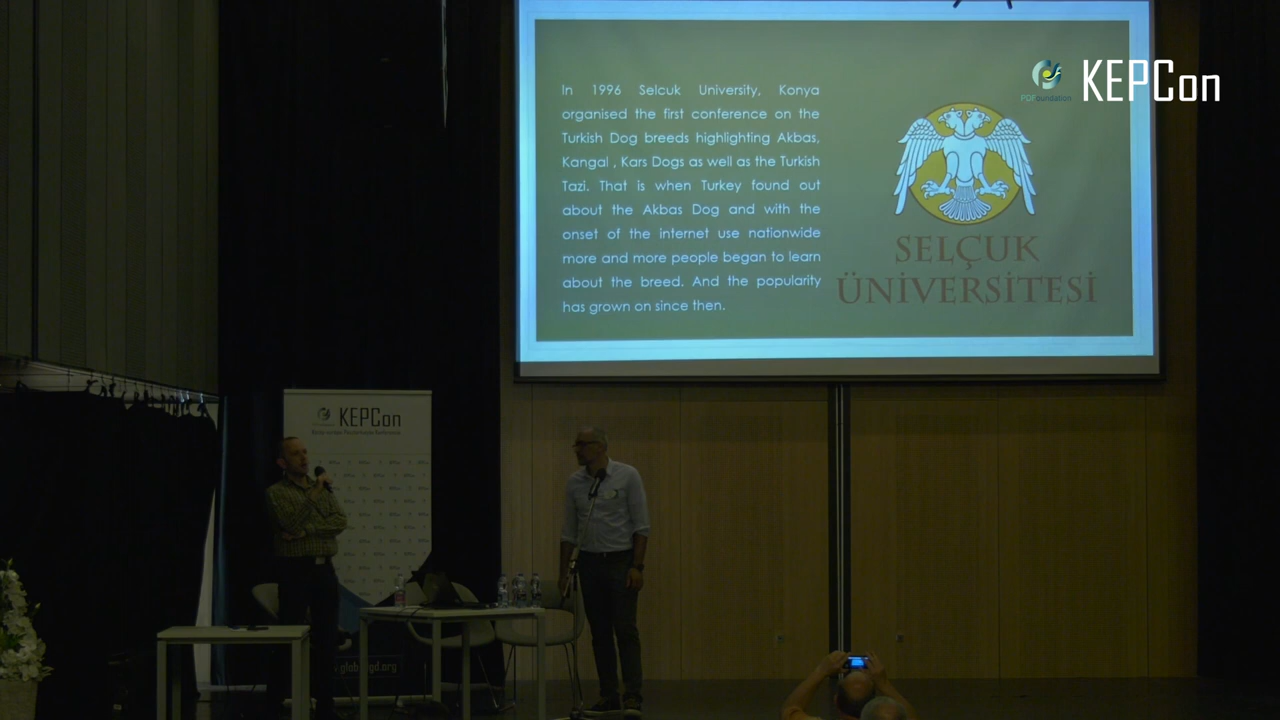 In 1996 Selcuk University, Konya
organised the first conference on the
Turkish Dog breeds highlighting Akbas,
Kangal , Kars Dogs as well as the Turkish
Tazi. That is when Turkey found out
about the Akbas Dog and with the
onset of the internet use nationwide
more and more people began to learn
about the breed. And the popularity
has grown on since then.
SELÇUK
ÜNİVERSİTESİ
PDFoundation
KEPCon
KEPCon